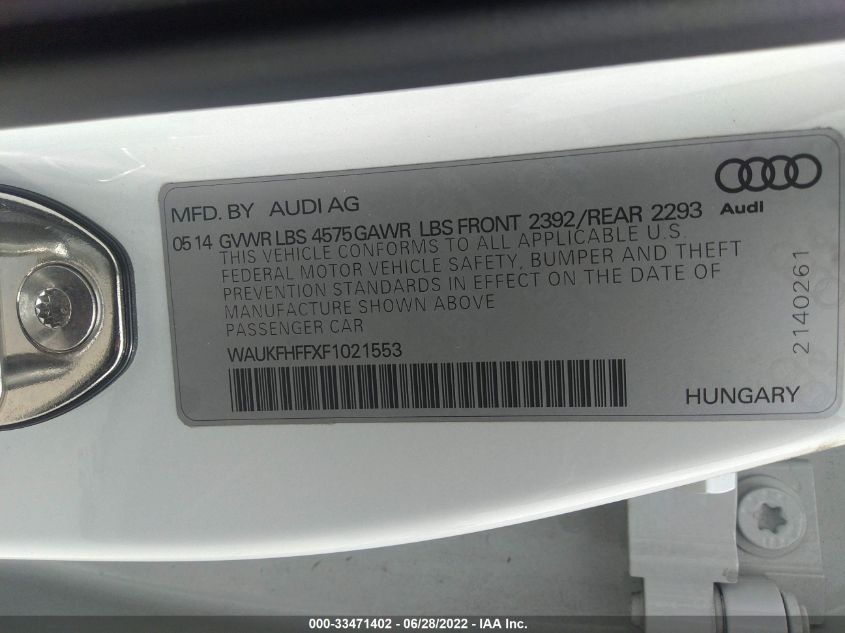 MFD. BY AUDI AG
Audi
05 14 GVWR LBS 4575 GAWR LBS FRONT 2392/REAR 2293
THIS VEHICLE CONFORMS TO ALL APPLICABLE U.S.
FEDERAL MOTOR VEHICLE SAFETY, BUMPER AND THEFT
PREVENTION STANDARDS IN EFFECT ON THE DATE OF
MANUFACTURE SHOWN ABOVE
PASSENGER CAR
WAUKFHFFXF1021553
HUNGARY
2140261
000-33471402 - 06/28/2022 - IAA Inc.